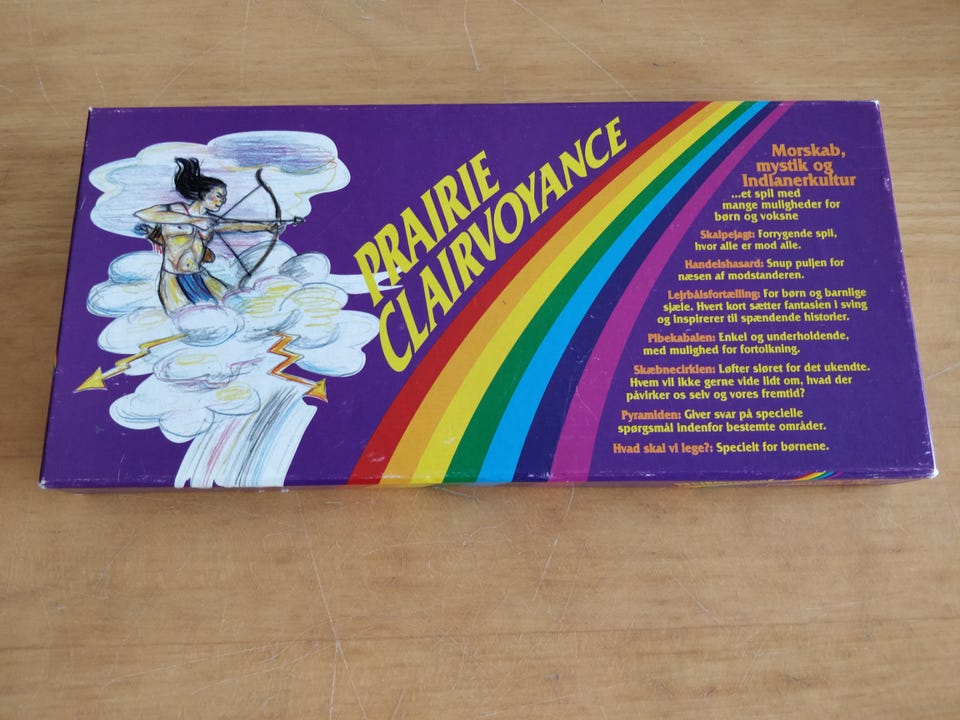 PRAIRIE
CLAIRVOYANCE
Morskab,
mystik og
Indianerkultur
...et spil med
mange muligheder for
børn og voksne
Skalpejagt: Forrygende spil,
hvor alle er mod alle.
Handelshasard: Snup puljen for
næsen af modstanderen.
Lejrbålsfortælling: For børn og barnlige
sjæle. Hvert kort sætter fantasien i sving
og inspirerer til spændende historier.
Pibekabalen: Enkel og underholdende,
med mulighed for fortolkning.
Skæbnecirklen: Løfter sløret for det ukendte.
Hvem vil ikke gerne vide lidt om, hvad der
påvirker os selv og vores fremtid?
Pyramiden: Giver svar på specielle
spørgsmål indenfor bestemte områder.
Hvad skal vi lege?: Specielt for børnene.